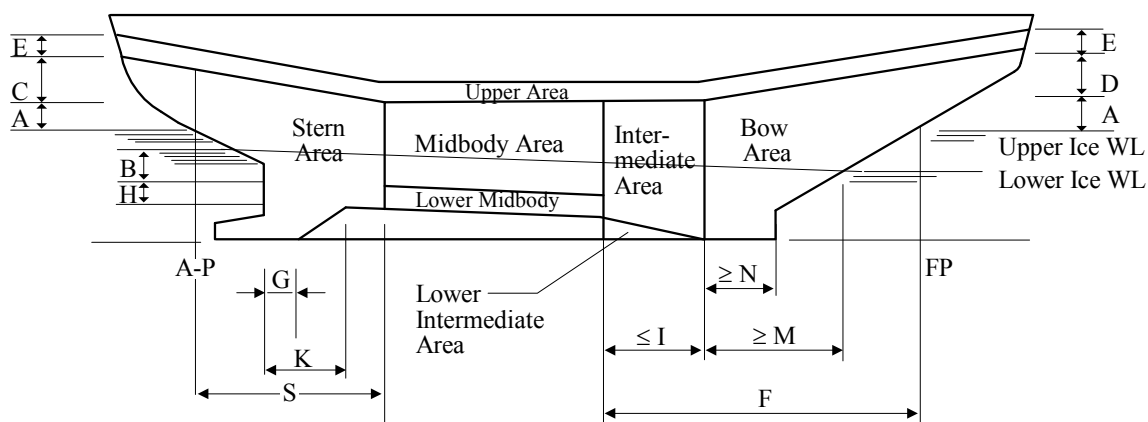 E
C
A
B
H
Upper Area
Stern
Area
Midbody Area
Inter-
mediate
Area
Bow
Area
Lower Midbody
E
D
A
Upper Ice WL
Lower Ice WL
A-P
G
K
S
Lower
Intermediate
Area
≤ I
≥ N
≥ M
F
FP